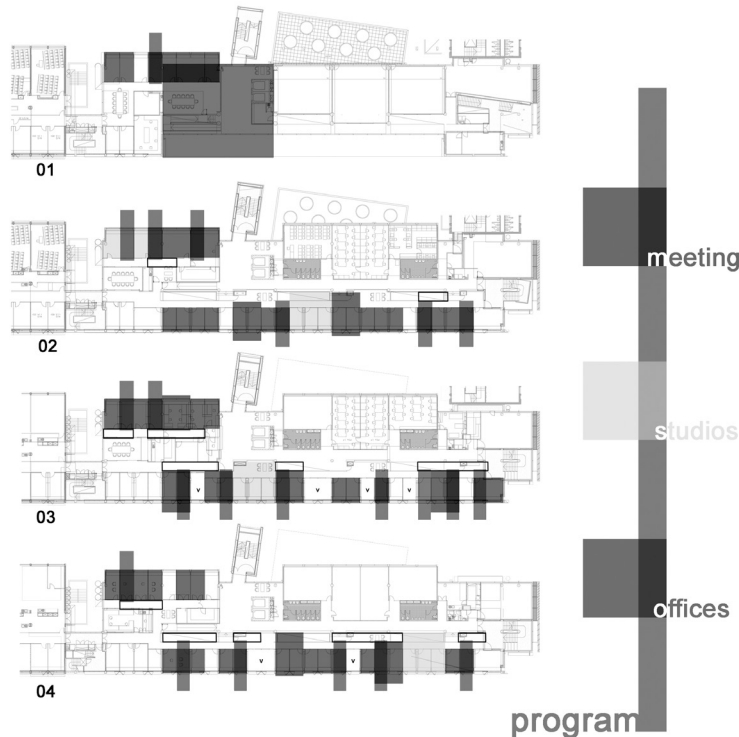 01
meeting
02
studios
v
v
v
v
03
offices
v
v
04
program